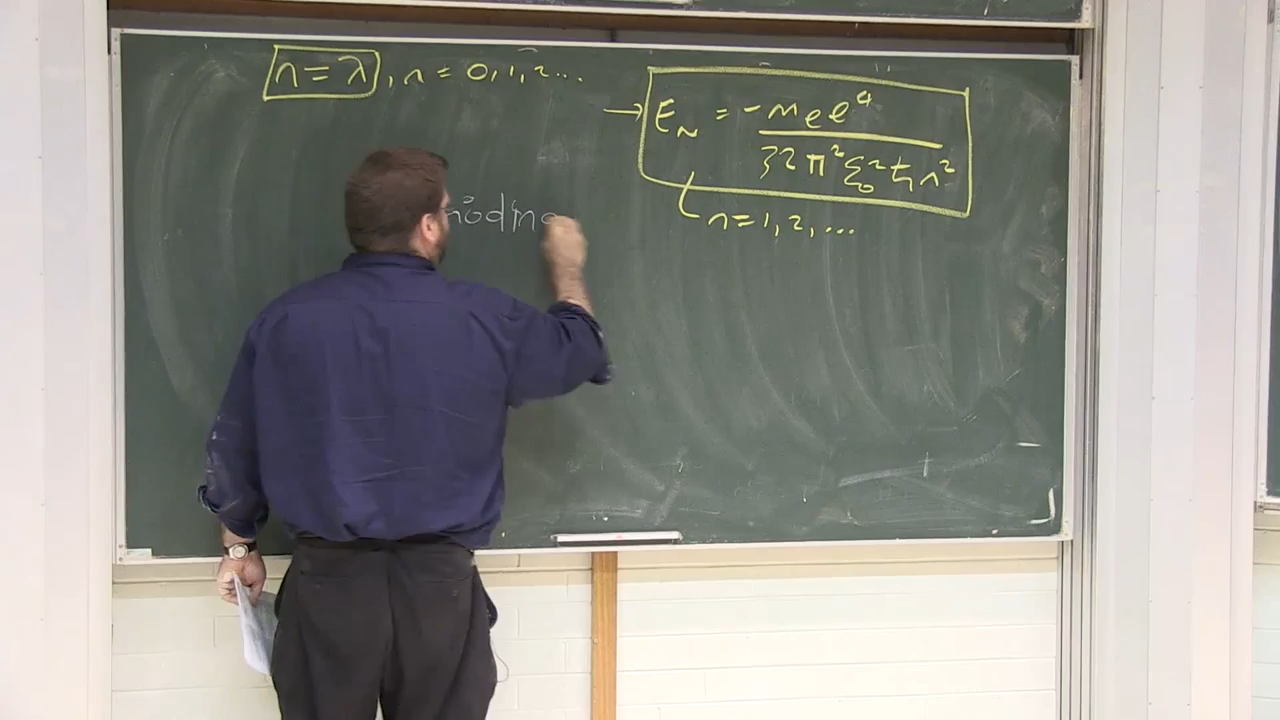 n = λ, n = 0, 1, 2 ...
→ E_N = -m_e e^4 / 32 π^2 ε_0^2 ℏ n^2
n = 1, 2, ...